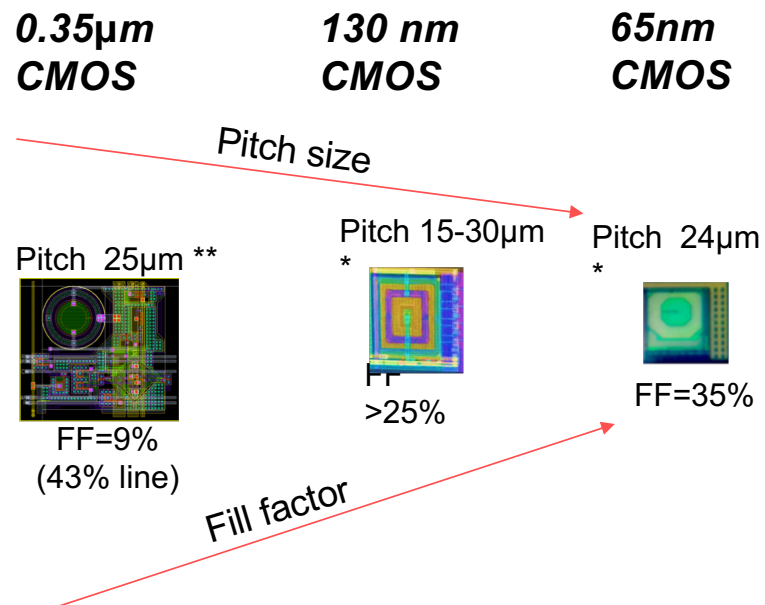 0.35µm
CMOS
130 nm
CMOS
65nm
CMOS
Pitch size
Pitch 25µm **
Pitch 15-30µm
*
Pitch 24µm
*
FF=9%
(43% line)
FF
>25%
FF=35%
Fill factor